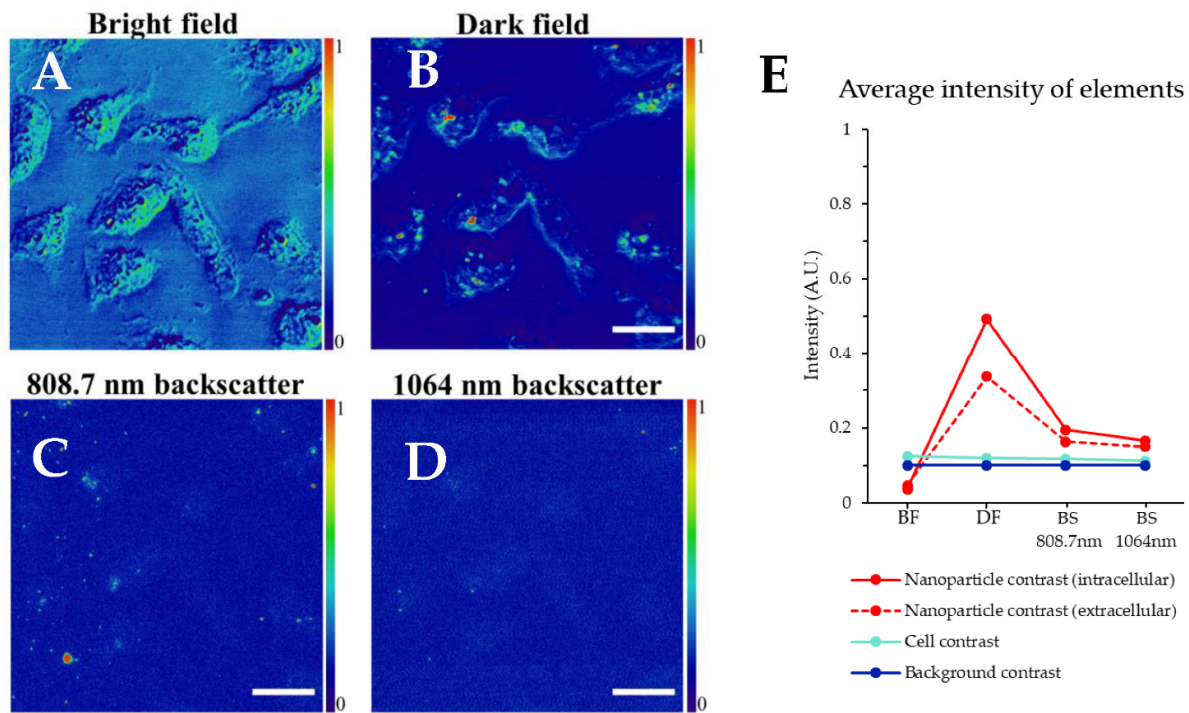 Bright field
A
1
0
Dark field
B
1
0
808.7 nm backscatter
C
1
0
1064 nm backscatter
D
1
0
E
Average intensity of elements
Intensity (A.U.)
1
0.8
0.6
0.4
0.2
0
BF
DF
BS
808.7nm
BS
1064nm
Nanoparticle contrast (intracellular)
Nanoparticle contrast (extracellular)
Cell contrast
Background contrast